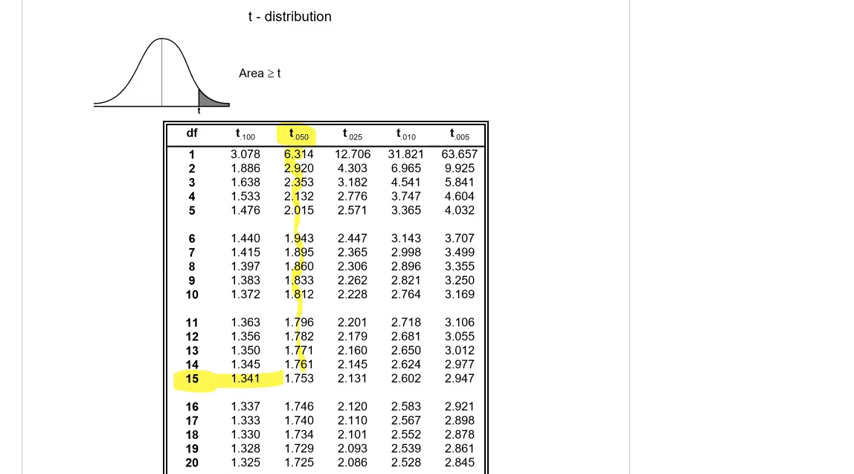 t - distribution
Area ≥ t
t
df t.100 t.050 t.025 t.010 t.005
1 3.078 6.314 12.706 31.821 63.657
2 1.886 2.920 4.303 6.965 9.925
3 1.638 2.353 3.182 4.541 5.841
4 1.533 2.132 2.776 3.747 4.604
5 1.476 2.015 2.571 3.365 4.032
6 1.440 1.943 2.447 3.143 3.707
7 1.415 1.895 2.365 2.998 3.499
8 1.397 1.860 2.306 2.896 3.355
9 1.383 1.833 2.262 2.821 3.250
10 1.372 1.812 2.228 2.764 3.169
11 1.363 1.796 2.201 2.718 3.106
12 1.356 1.782 2.179 2.681 3.055
13 1.350 1.771 2.160 2.650 3.012
14 1.345 1.761 2.145 2.624 2.977
15 1.341 1.753 2.131 2.602 2.947
16 1.337 1.746 2.120 2.583 2.921
17 1.333 1.740 2.110 2.567 2.898
18 1.330 1.734 2.101 2.552 2.878
19 1.328 1.729 2.093 2.539 2.861
20 1.325 1.725 2.086 2.528 2.845